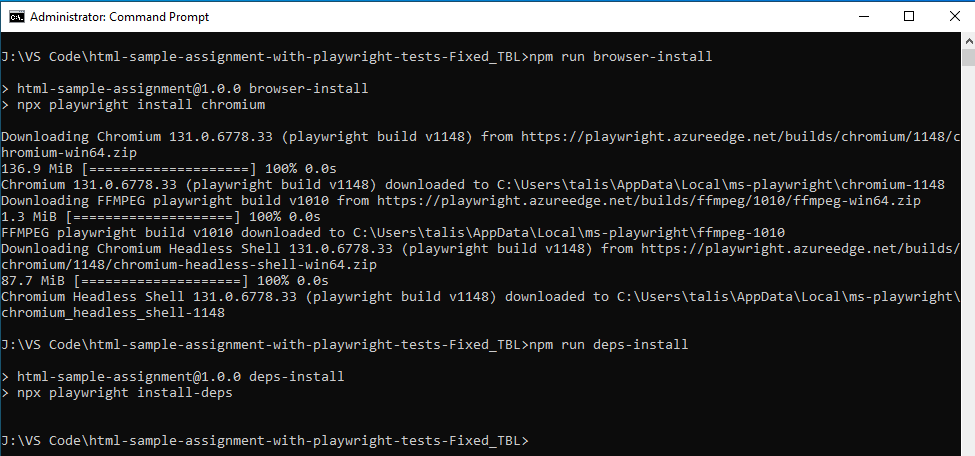 Administrator: Command Prompt
J:\VS Code\html-sample-assignment-with-playwright-tests-Fixed_TBL>npm run browser-install
> html-sample-assignment@1.0.0 browser-install
> npx playwright install chromium
Downloading Chromium 131.0.6778.33 (playwright build v1148) from https://playwright.azureedge.net/builds/chromium/1148/c
hromium-win64.zip
136.9 MiB [====================] 100% 0.0s
Chromium 131.0.6778.33 (playwright build v1148) downloaded to C:\Users\talis\AppData\Local\ms-playwright\chromium-1148
Downloading FFMPEG playwright build v1010 from https://playwright.azureedge.net/builds/ffmpeg/1010/ffmpeg-win64.zip
1.3 MiB [====================] 100% 0.0s
FFMPEG playwright build v1010 downloaded to C:\Users\talis\AppData\Local\ms-playwright\ffmpeg-1010
Downloading Chromium Headless Shell 131.0.6778.33 (playwright build v1148) from https://playwright.azureedge.net/builds/
chromium/1148/chromium-headless-shell-win64.zip
87.7 MiB [====================] 100% 0.0s
Chromium Headless Shell 131.0.6778.33 (playwright build v1148) downloaded to C:\Users\talis\AppData\Local\ms-playwright\
chromium_headless_shell-1148
J:\VS Code\html-sample-assignment-with-playwright-tests-Fixed_TBL>npm run deps-install
> html-sample-assignment@1.0.0 deps-install
> npx playwright install-deps
J:\VS Code\html-sample-assignment-with-playwright-tests-Fixed_TBL>